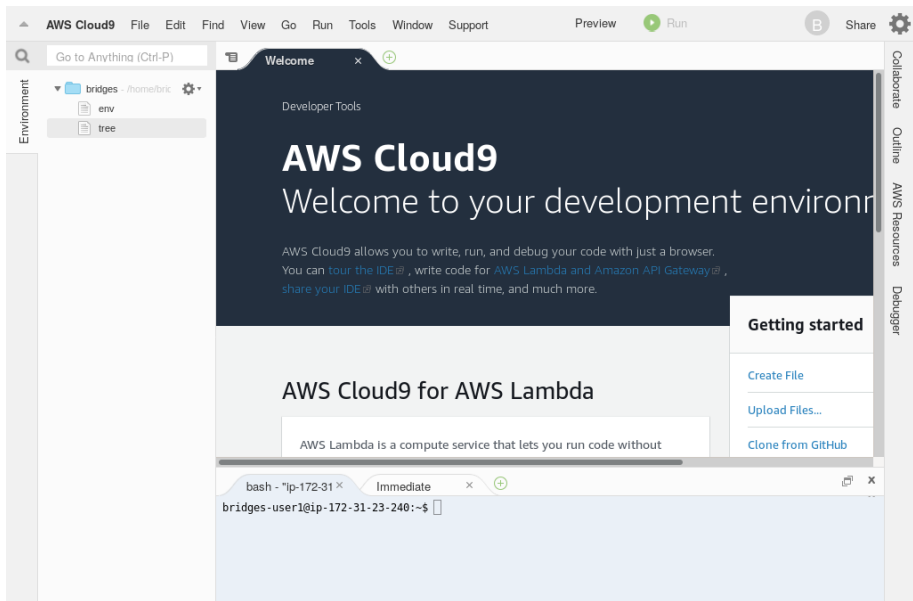 AWS Cloud9 File Edit Find View Go Run Tools Window Support Preview Run B Share
Go to Anything (Ctrl-P)
Environment
bridges - /home/bric
env
tree
Welcome
Developer Tools
AWS Cloud9
Welcome to your development environm
AWS Cloud9 allows you to write, run, and debug your code with just a browser.
You can tour the IDE , write code for AWS Lambda and Amazon API Gateway ,
share your IDE with others in real time, and much more.
Getting started
Create File
Upload Files...
Clone from GitHub
AWS Cloud9 for AWS Lambda
AWS Lambda is a compute service that lets you run code without
bash - "ip-172-31
Immediate
bridges-user1@ip-172-31-23-240:~$
Collaborate
Outline
AWS Resources
Debugger